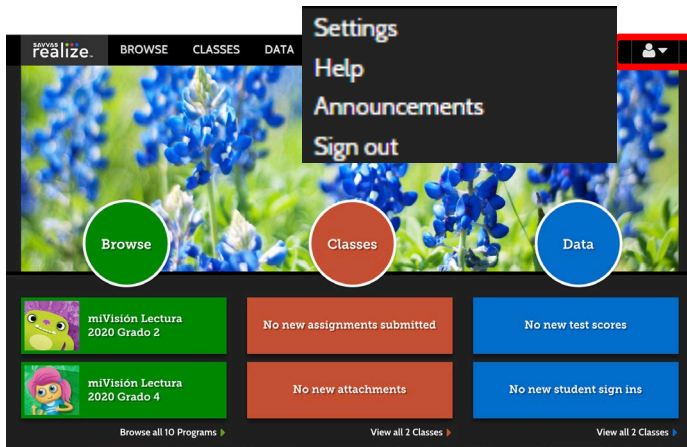 Settings
Help
Announcements
Sign out
SAVVAS
realize™
BROWSE
CLASSES
DATA
Browse
Classes
Data
miVisión Lectura
2020 Grado 2
No new assignments submitted
No new test scores
miVisión Lectura
2020 Grado 4
No new attachments
No new student sign ins
Browse all 10 Programs
View all 2 Classes
View all 2 Classes